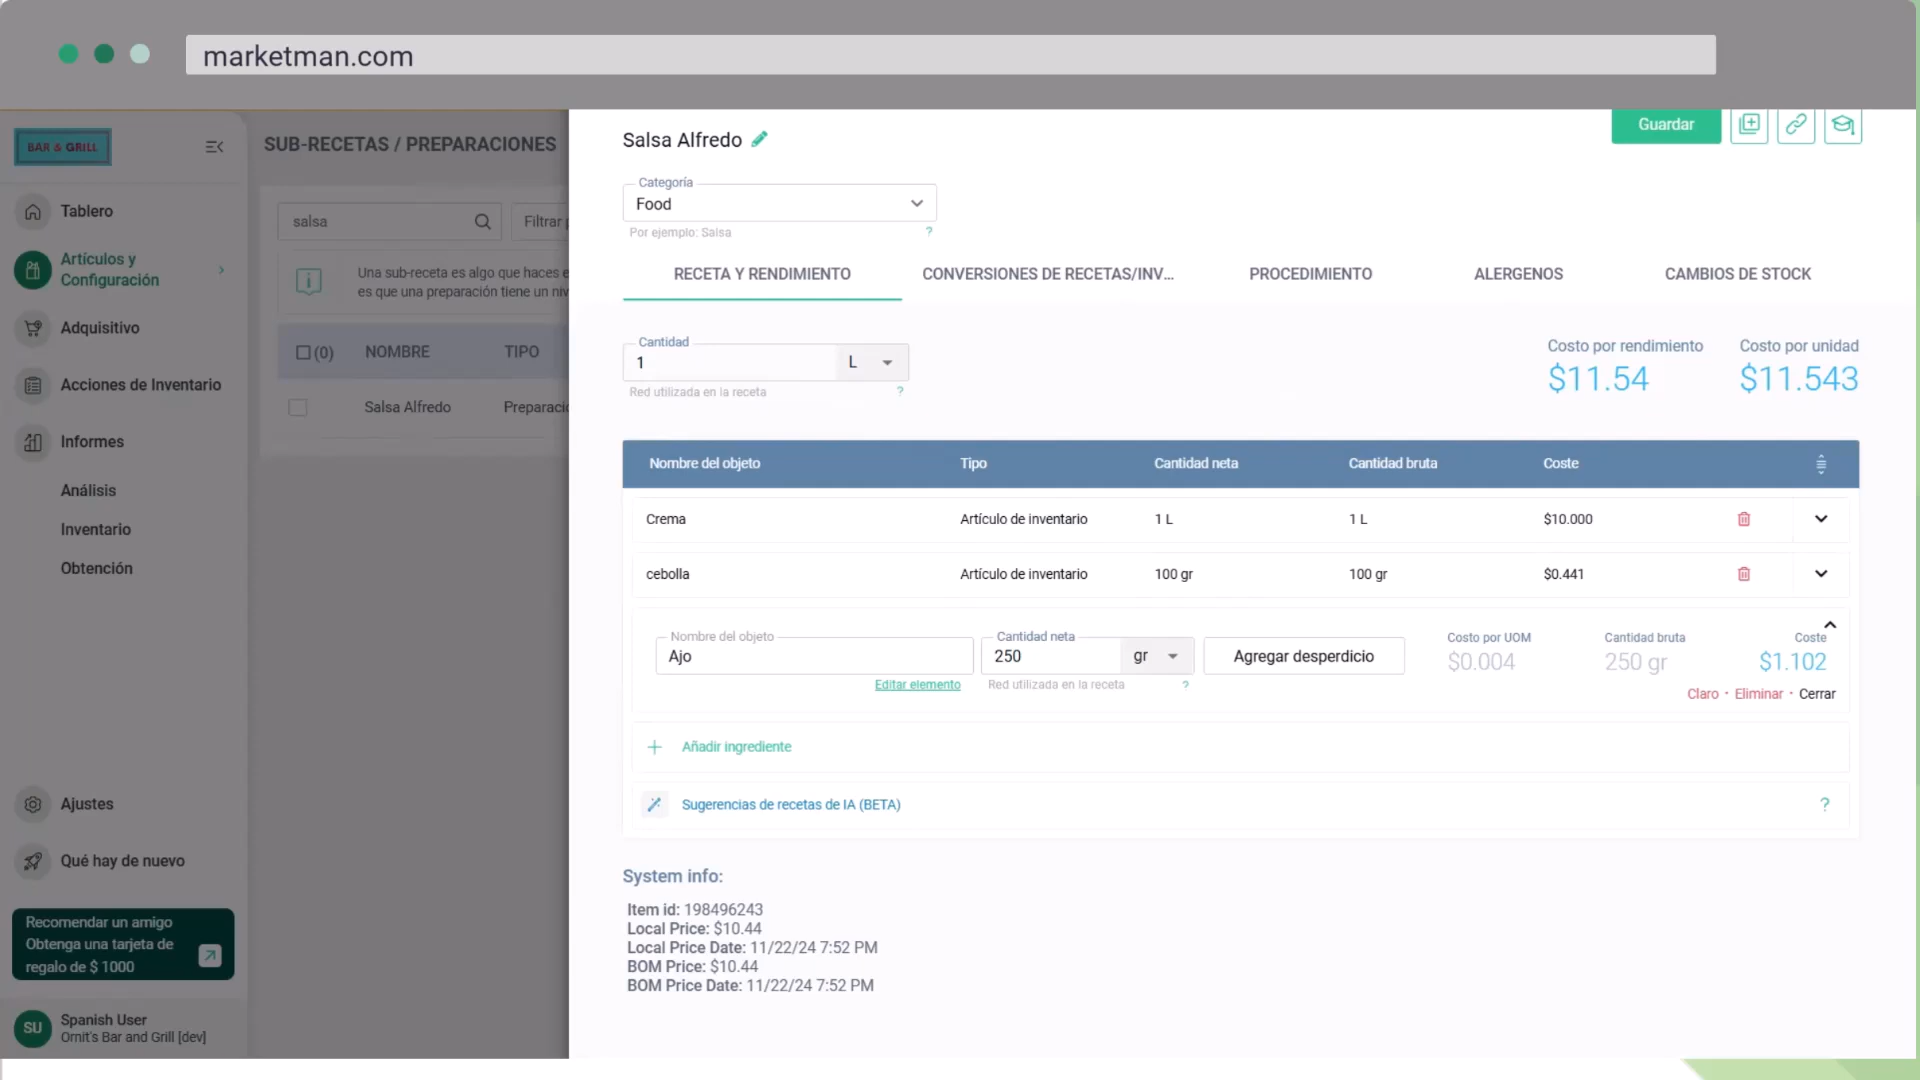 marketman.com
BAR & GRILL
Tablero
Artículos y
Configuración
Adquisitivo
Acciones de Inventario
Informes
Análisis
Inventario
Obtención
Ajustes
Qué hay de nuevo
Recomendar un amigo
Obtenga una tarjeta de
regalo de $ 1000
SU
Spanish User
Ornit's Bar and Grill [dev]
SUB-RECETAS / PREPARACIONES
salsa
Filtrar
Una sub-receta es algo que haces e
es que una preparación tiene un niv
(0) NOMBRE TIPO
Salsa Alfredo Preparació
Salsa Alfredo
Guardar
Categoría
Food
Por ejemplo: Salsa ?
RECETA Y RENDIMIENTO CONVERSIONES DE RECETAS/INV... PROCEDIMIENTO ALERGENOS CAMBIOS DE STOCK
Cantidad
1 L
Red utilizada en la receta ?
Costo por rendimiento Costo por unidad
$11.54 $11.543
Nombre del objeto Tipo Cantidad neta Cantidad bruta Coste
Crema Artículo de inventario 1 L 1 L $10.000
cebolla Artículo de inventario 100 gr 100 gr $0.441
Nombre del objeto Cantidad neta Costo por UOM Cantidad bruta Coste
Ajo 250 gr Agregar desperdicio $0.004 250 gr $1.102
Editar elemento Red utilizada en la receta ? Claro · Eliminar · Cerrar
+ Añadir ingrediente
Sugerencias de recetas de IA (BETA) ?
System info:
Item id: 198496243
Local Price: $10.44
Local Price Date: 11/22/24 7:52 PM
BOM Price: $10.44
BOM Price Date: 11/22/24 7:52 PM